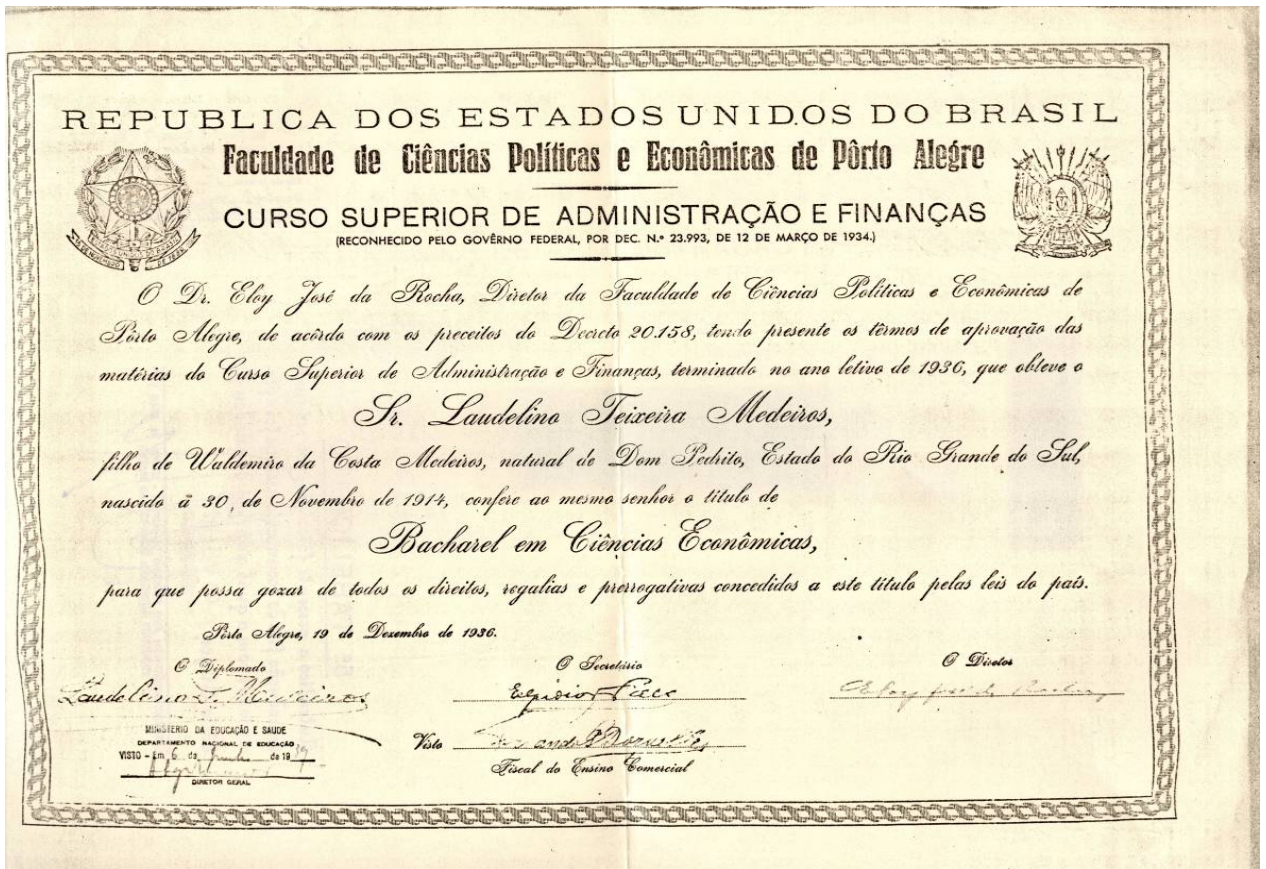 REPUBLICA DOS ESTADOS UNIDOS DO BRASIL
Faculdade de Ciências Políticas e Econômicas de Pôrto Alegre
CURSO SUPERIOR DE ADMINISTRAÇÃO E FINANÇAS
(RECONHECIDO PELO GOVÊRNO FEDERAL, POR DEC. N.º 23.993, DE 12 DE MARÇO DE 1934.)
O Dr. Eloy José da Rocha, Diretor da Faculdade de Ciências Politicas e Econômicas de
Pôrto Alegre, de acôrdo com os preceitos do Decreto 20.158, tendo presente os têrmos de aprovação das
matérias do Curso Superior de Administração e Finanças, terminado no ano letivo de 1936, que obteve o
Sr. Laudelino Teixeira Medeiros,
filho de Waldemiro da Costa Medeiros, natural de Dom Pedrito, Estado do Rio Grande do Sul,
nascido à 30, de Novembro de 1914, confere ao mesmo senhor o título de
Bacharel em Ciências Econômicas,
para que possa gozar de todos os direitos, regalias e prerrogativas concedidos a este título pelas leis do país.
Pôrto Alegre, 19 de Dezembro de 1936.
O Diplomado O Secretário O Diretor
Laudelino T. Medeiros
MINISTERIO DA EDUCAÇÃO E SAUDE
DEPARTAMENTO NACIONAL DE EDUCAÇÃO
VISTO - Em 6 de Junho de 1939
DIRETOR GERAL
Visto
Fiscal do Ensino Comercial